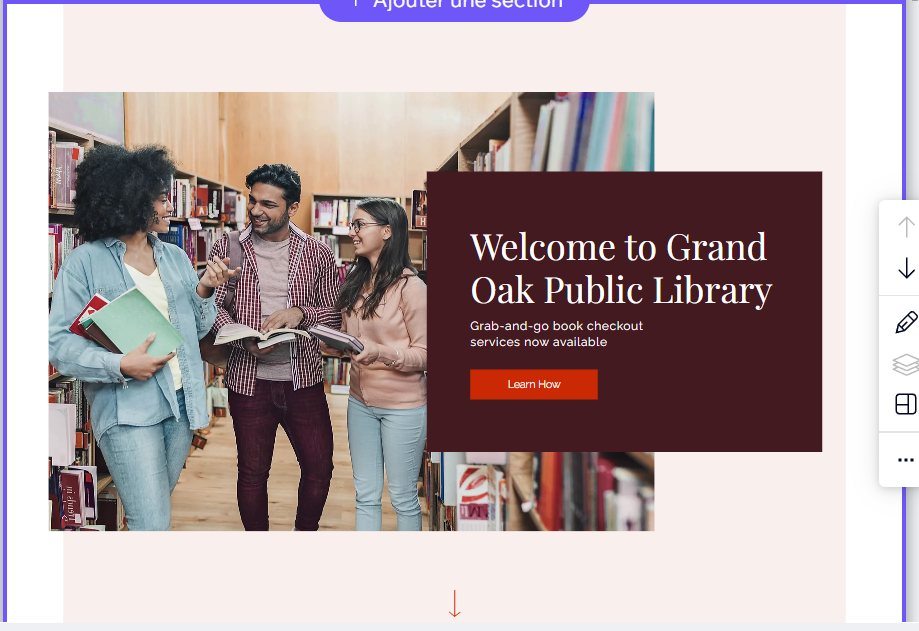 Ajouter une section
Welcome to Grand
Oak Public Library
Grab-and-go book checkout
services now available
Learn How